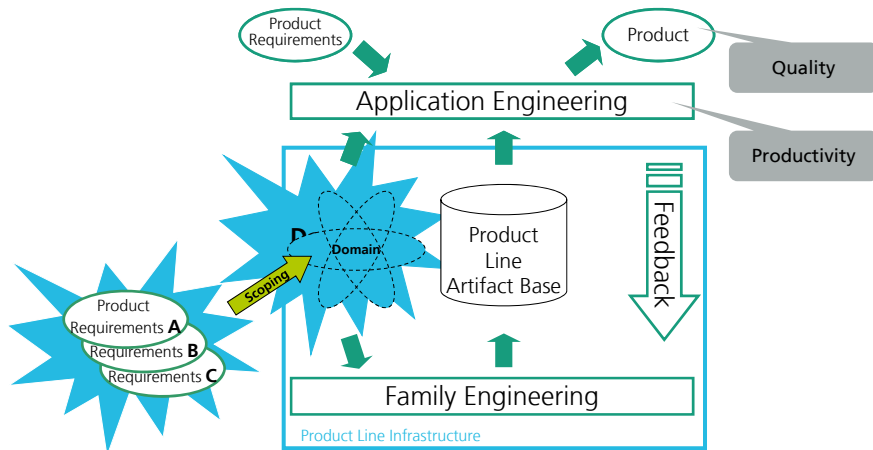 Product
Requirements
Product
Quality
Application Engineering
Productivity
D
Domain
Scoping
Product
Line
Artifact Base
Feedback
Product
Requirements A
Requirements B
Requirements C
Family Engineering
Product Line Infrastructure